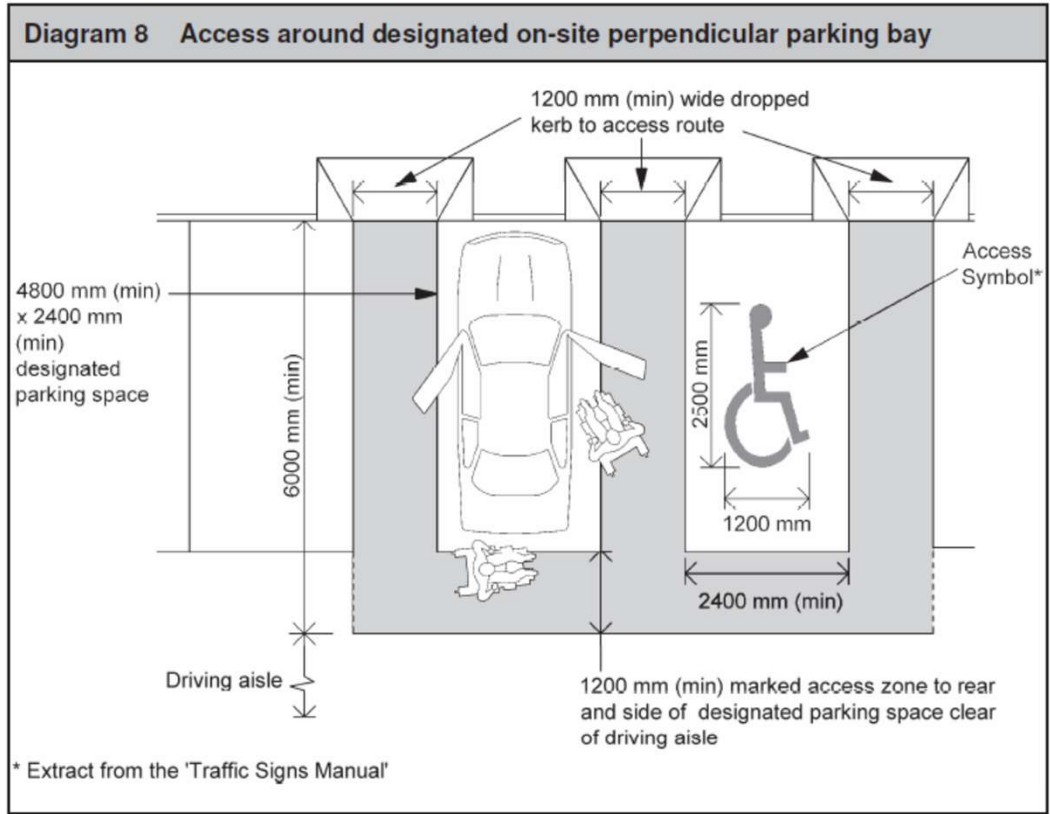 Diagram 8 Access around designated on-site perpendicular parking bay
1200 mm (min) wide dropped
kerb to access route
Access
Symbol*
4800 mm (min)
x 2400 mm
(min)
designated
parking space
6000 mm (min)
2500 mm
1200 mm
2400 mm (min)
Driving aisle
1200 mm (min) marked access zone to rear
and side of designated parking space clear
of driving aisle
* Extract from the 'Traffic Signs Manual'